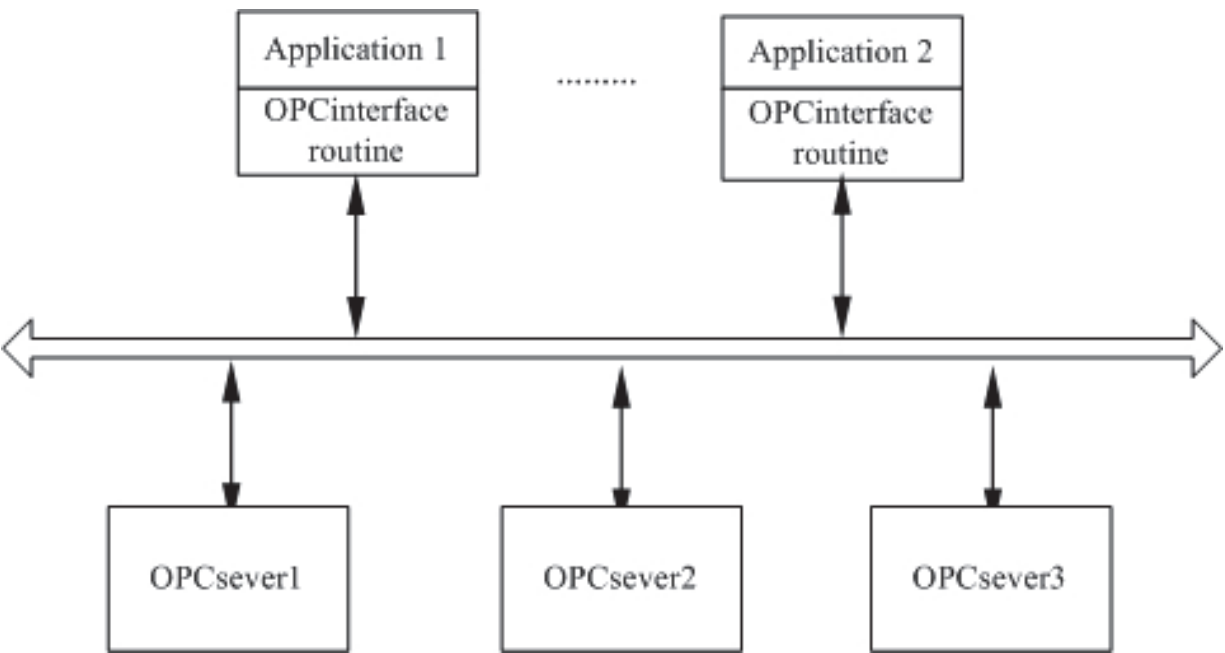 Application 1
OPCinterface
routine
.........
Application 2
OPCinterface
routine
OPCsever1
OPCsever2
OPCsever3